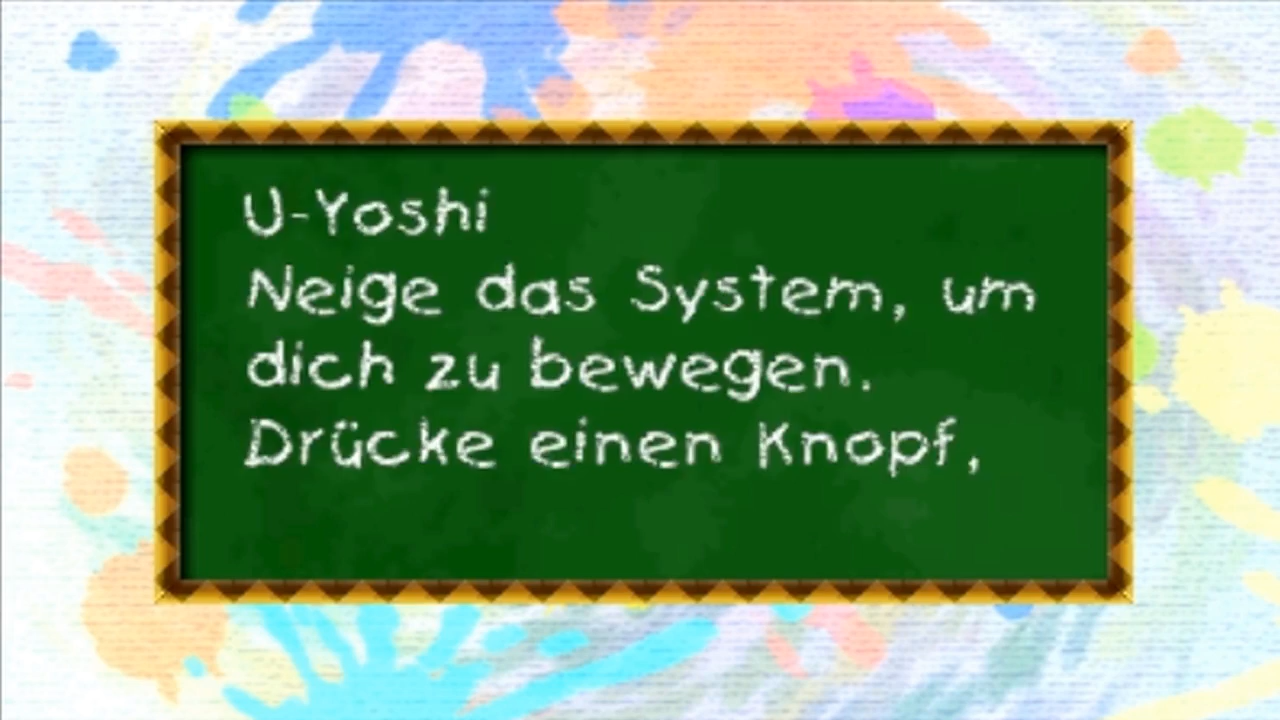 U-Yoshi
Neige das System, um
dich zu bewegen.
Drücke einen Knopf,